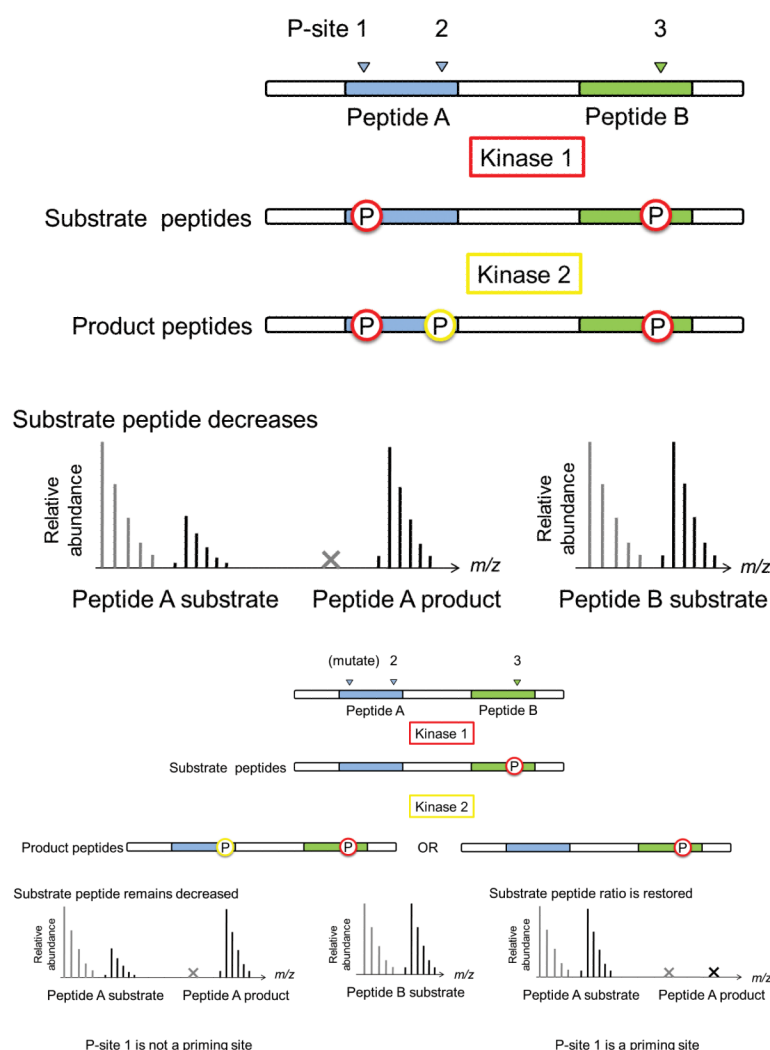 P-site 1 2 3
Peptide A Peptide B
Kinase 1
Substrate peptides P P
Kinase 2
Product peptides P P P
Substrate peptide decreases
Relative abundance
m/z
Relative abundance
m/z
Peptide A substrate Peptide A product Peptide B substrate
(mutate) 2 3
Peptide A Peptide B
Kinase 1
Substrate peptides P
Kinase 2
Product peptides P P OR P
Substrate peptide remains decreased Substrate peptide ratio is restored
Relative abundance
m/z
Relative abundance
m/z
Relative abundance
m/z
Peptide A substrate Peptide A product Peptide B substrate Peptide A substrate Peptide A product
P-site 1 is not a priming site P-site 1 is a priming site